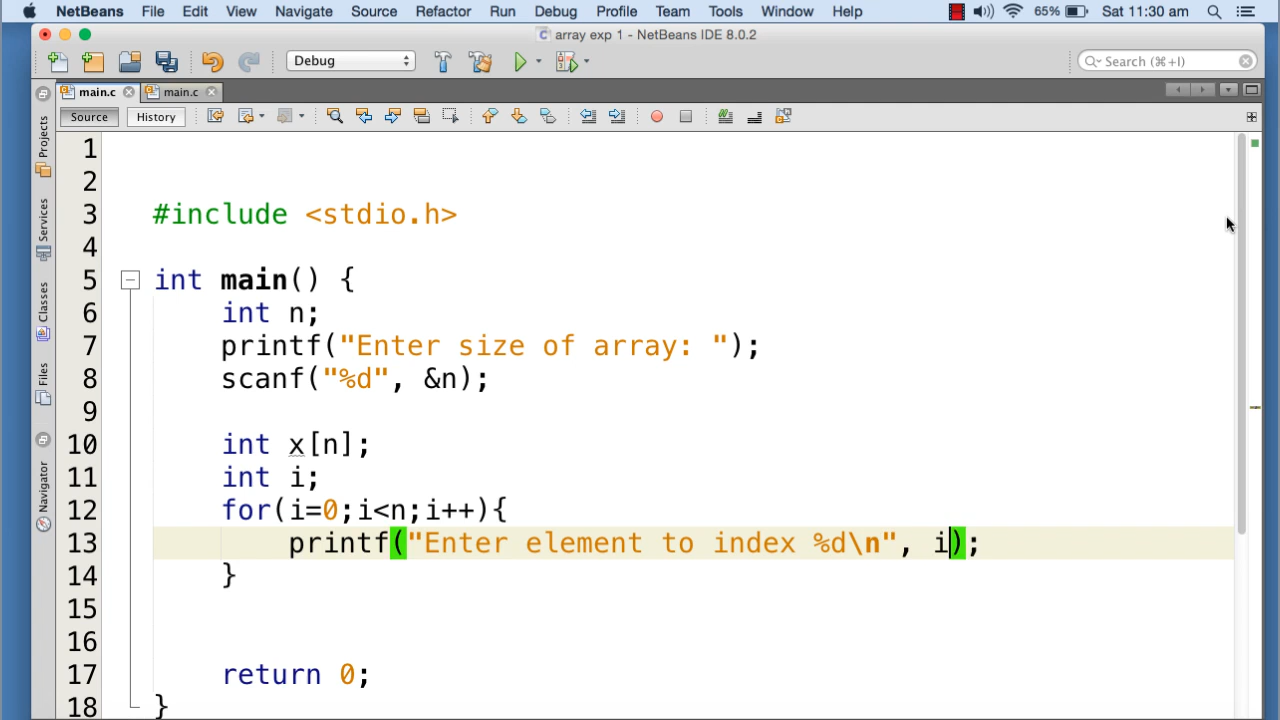 NetBeans File Edit View Navigate Source Refactor Run Debug Profile Team Tools Window Help 65% Sat 11:30 am
array exp 1 - NetBeans IDE 8.0.2
Debug Search (⌘+I)
main.c main.c
Source History
Projects
Services
Classes
Files
Navigator
1
2
3 #include <stdio.h>
4
5 int main() {
6     int n;
7     printf("Enter size of array: ");
8     scanf("%d", &n);
9
10     int x[n];
11     int i;
12     for(i=0;i<n;i++){
13         printf("Enter element to index %d\n", i);
14     }
15
16
17     return 0;
18 }